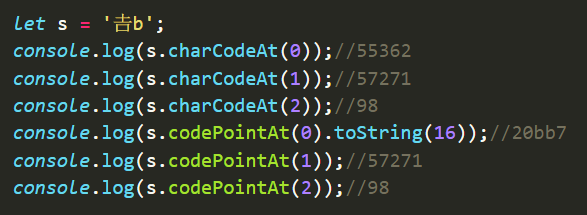 let s = '𠮷b';
console.log(s.charCodeAt(0));//55362
console.log(s.charCodeAt(1));//57271
console.log(s.charCodeAt(2));//98
console.log(s.codePointAt(0).toString(16));//20bb7
console.log(s.codePointAt(1));//57271
console.log(s.codePointAt(2));//98